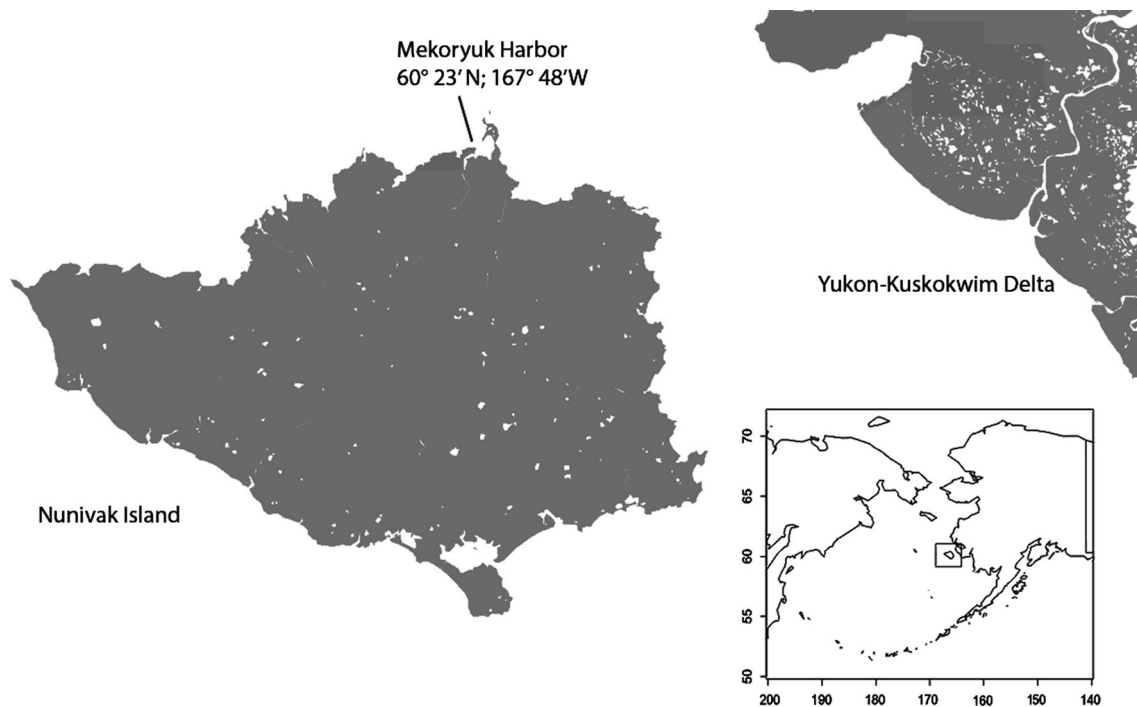 Mekoryuk Harbor
60° 23′ N; 167° 48′W
Yukon-Kuskokwim Delta
Nunivak Island
70
65
60
55
50
200 190 180 170 160 150 140